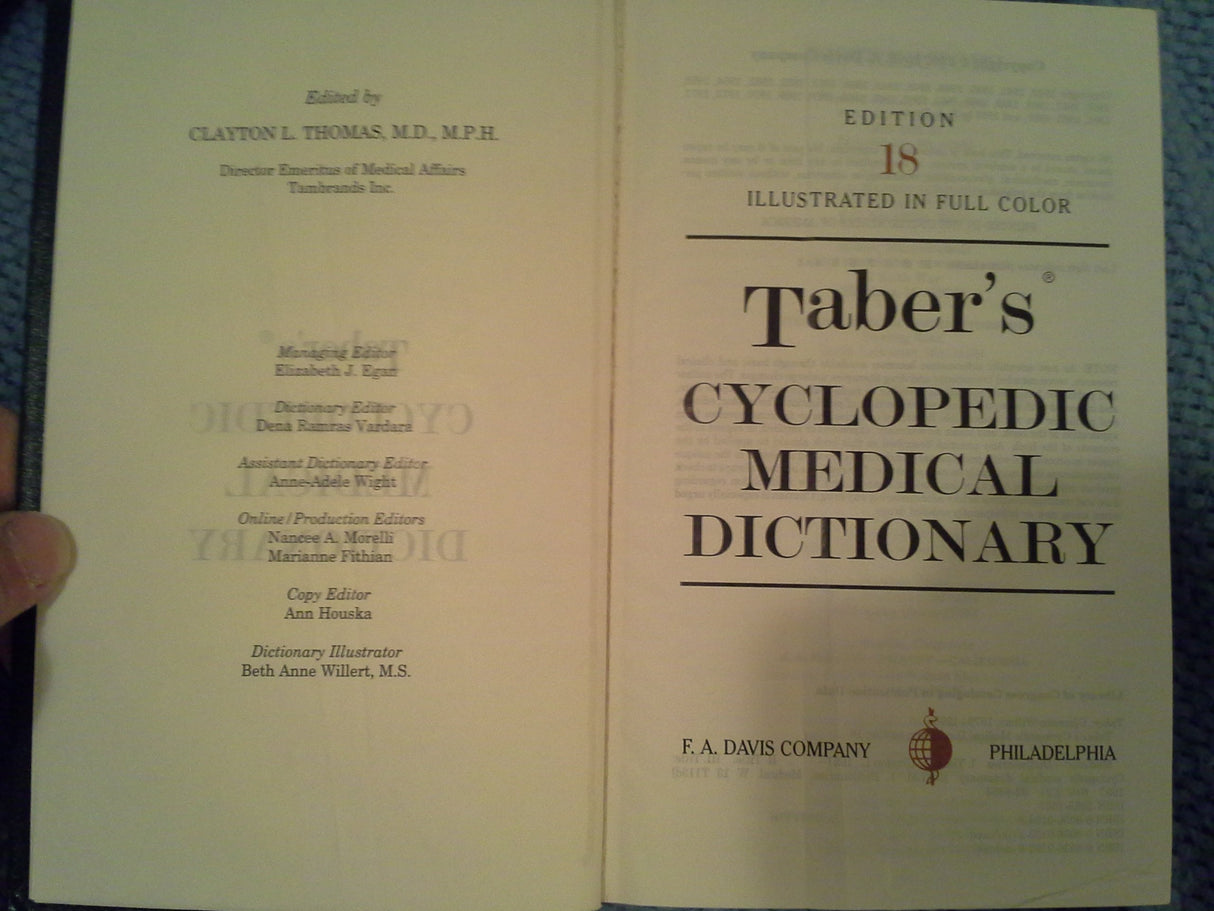 Edited by
CLAYTON L. THOMAS, M.D., M.P.H.
Director Emeritus of Medical Affairs
Tambrands Inc.
Managing Editor
Elizabeth J. Egan
Dictionary Editor
Dena Ramras Vardara
Assistant Dictionary Editor
Anne-Adele Wight
Online/Production Editors
Nancee A. Morelli
Marianne Fithian
Copy Editor
Ann Houska
Dictionary Illustrator
Beth Anne Willert, M.S.
EDITION
18
ILLUSTRATED IN FULL COLOR
Taber's®
CYCLOPEDIC
MEDICAL
DICTIONARY
F. A. DAVIS COMPANY PHILADELPHIA